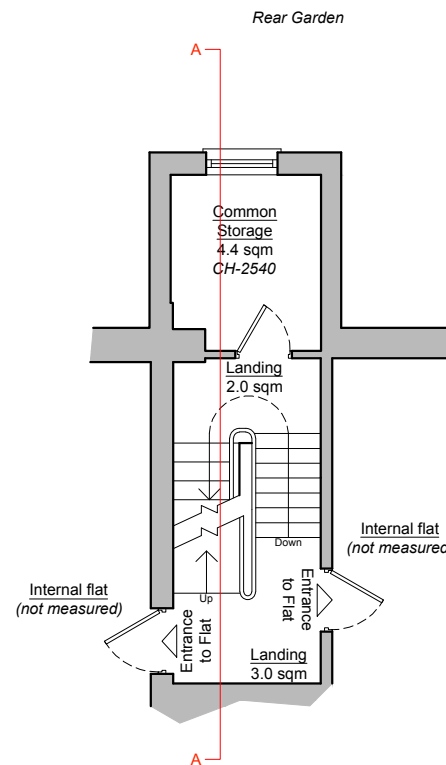 Rear Garden
A
Common
Storage
4.4 sqm
CH-2540
Landing
2.0 sqm
Down
Internal flat
(not measured)
Internal flat
(not measured)
Up
Entrance
to Flat
Entrance
to Flat
Landing
3.0 sqm
A